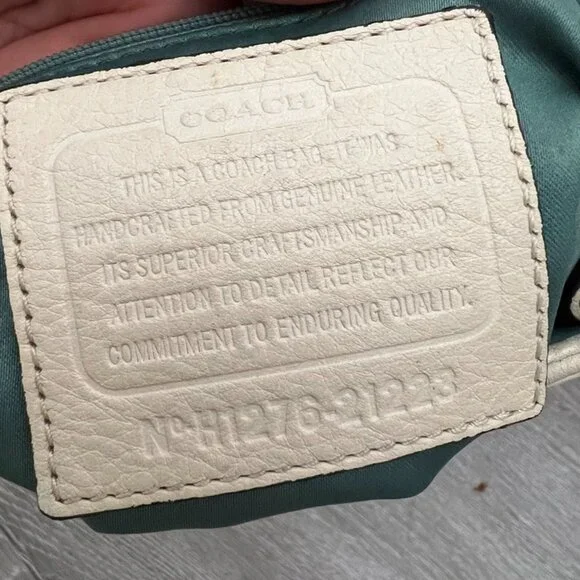 COACH
THIS IS A COACH BAG. IT WAS
HANDCRAFTED FROM GENUINE LEATHER.
ITS SUPERIOR CRAFTSMANSHIP AND
ATTENTION TO DETAIL REFLECT OUR
COMMITMENT TO ENDURING QUALITY.
Nº H1276-21223